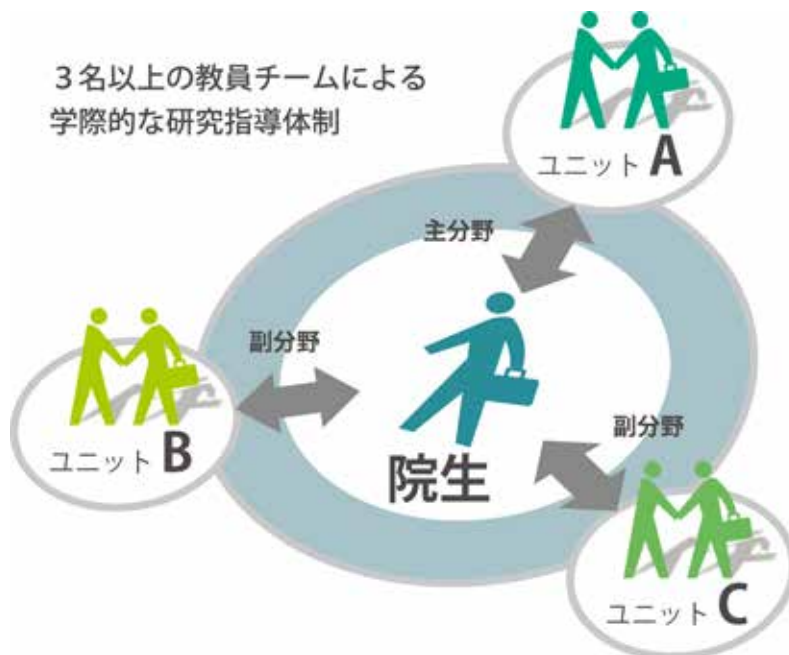 ３名以上の教員チームによる
学際的な研究指導体制
ユニット A
主分野
副分野
ユニット B
院生
副分野
ユニット C